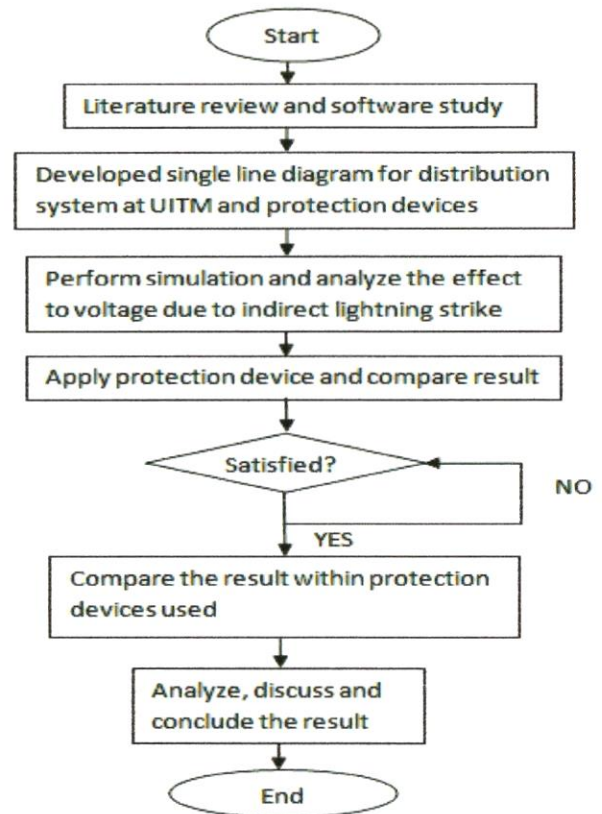 Start
Literature review and software study
Developed single line diagram for distribution
system at UITM and protection devices
Perform simulation and analyze the effect
to voltage due to indirect lightning strike
Apply protection device and compare result
Satisfied?
NO
YES
Compare the result within protection
devices used
Analyze, discuss and
conclude the result
End